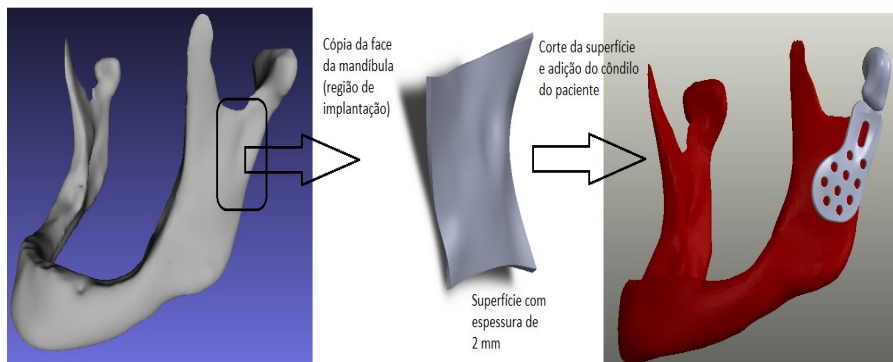 Cópia da face
da mandíbula
(região de
implantação)
Corte da superfície
e adição do côndilo
do paciente
Superfície com
espessura de
2 mm